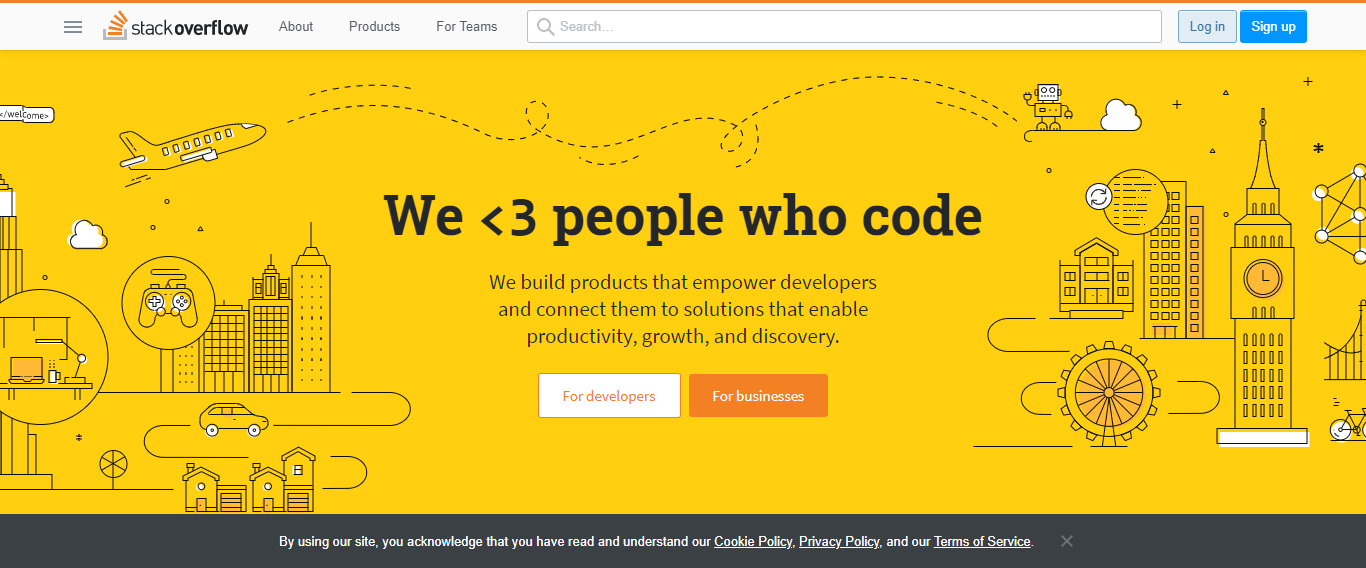 stackoverflow About Products For Teams Search... Log in Sign up
</welcome>
We <3 people who code
We build products that empower developers
and connect them to solutions that enable
productivity, growth, and discovery.
For developers For businesses
By using our site, you acknowledge that you have read and understand our Cookie Policy, Privacy Policy, and our Terms of Service.